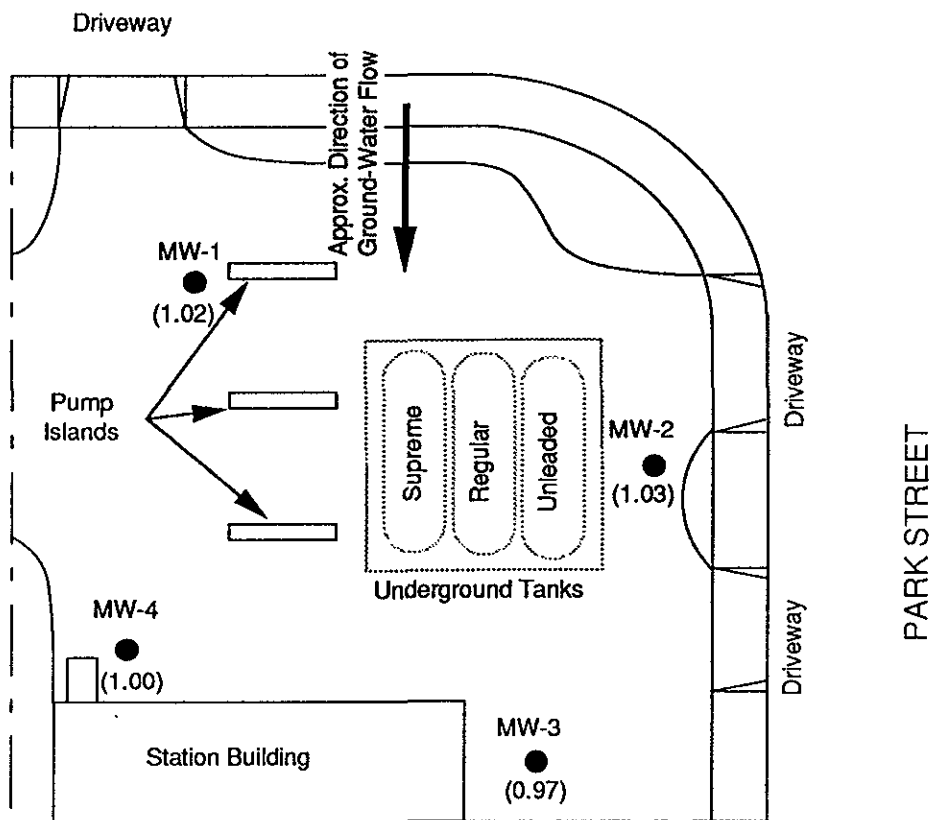 Driveway
Approx. Direction of
Ground-Water Flow
MW-1
(1.02)
Pump
Islands
Supreme
Regular
Unleaded
MW-2
(1.03)
Driveway
PARK STREET
Underground Tanks
MW-4
(1.00)
Driveway
Station Building
MW-3
(0.97)